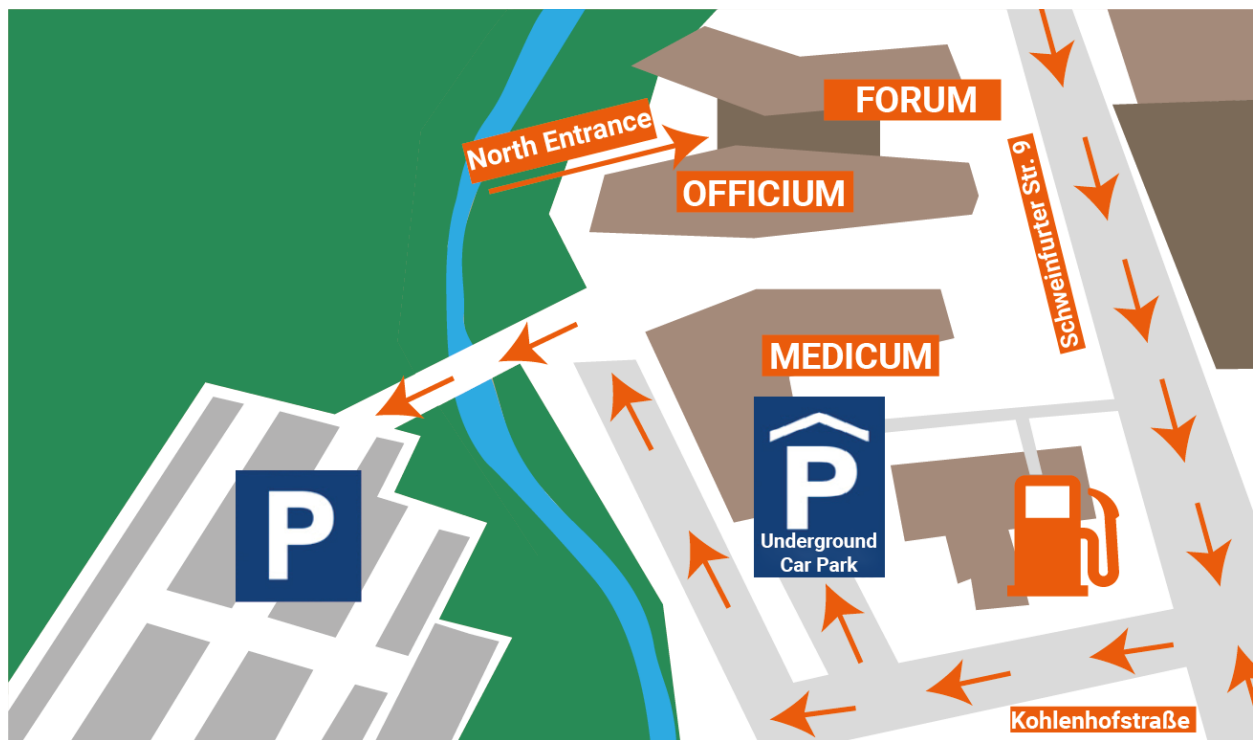 FORUM
North Entrance
OFFICIUM
Schweinfurter Str. 9
MEDICUM
P
Underground
Car Park
P
Kohlenhofstraße